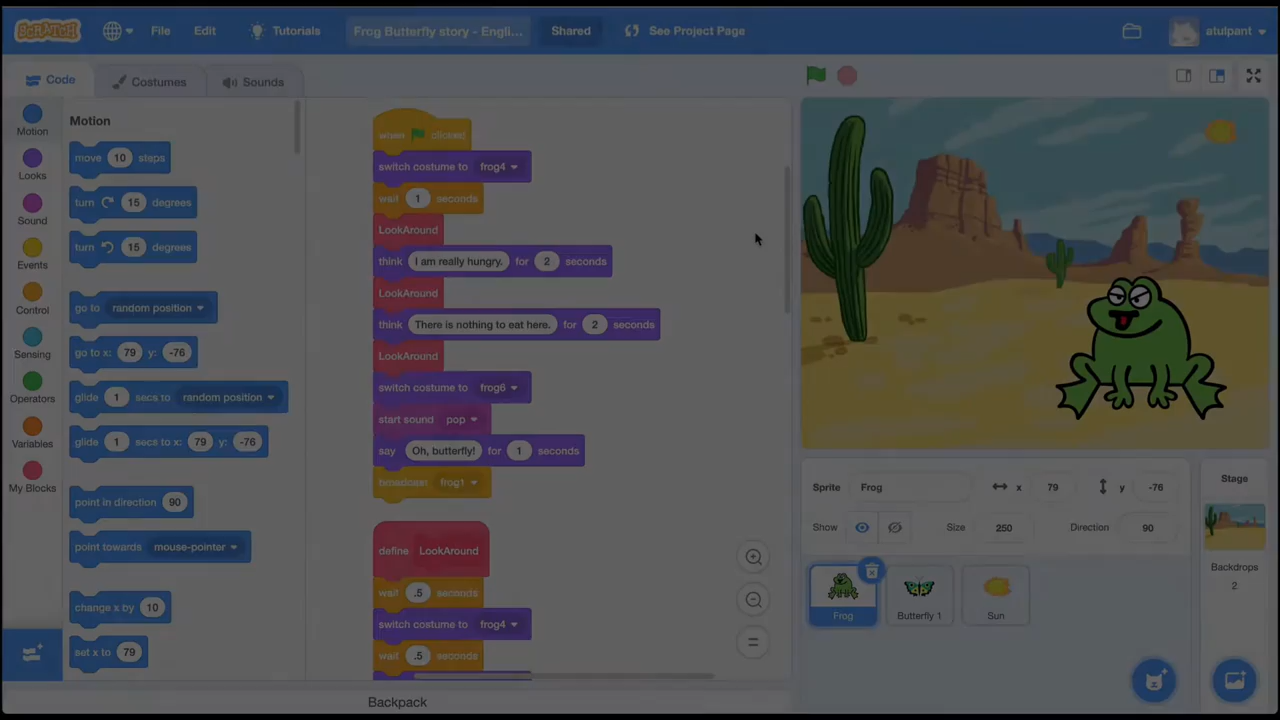 SCRATCH File Edit Tutorials Frog Butterfly story - Engli... Shared See Project Page atulpant
Code Costumes Sounds
Motion
Looks
Sound
Events
Control
Sensing
Operators
Variables
My Blocks
Motion
move 10 steps
turn 15 degrees
turn 15 degrees
go to random position
go to x: 79 y: -76
glide 1 secs to random position
glide 1 secs to x: 79 y: -76
point in direction 90
point towards mouse-pointer
change x by 10
set x to 79
when clicked
switch costume to frog4
wait 1 seconds
LookAround
think I am really hungry. for 2 seconds
LookAround
think There is nothing to eat here. for 2 seconds
LookAround
switch costume to frog6
start sound pop
say Oh, butterfly! for 1 seconds
broadcast frog1
define LookAround
wait .5 seconds
switch costume to frog4
wait .5 seconds
Sprite Frog x 79 y -76
Show Size 250 Direction 90
Frog Butterfly 1 Sun
Stage
Backdrops
2
Backpack